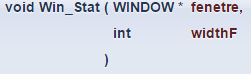 void Win_Stat ( WINDOW * fenetre,
int widthF
)